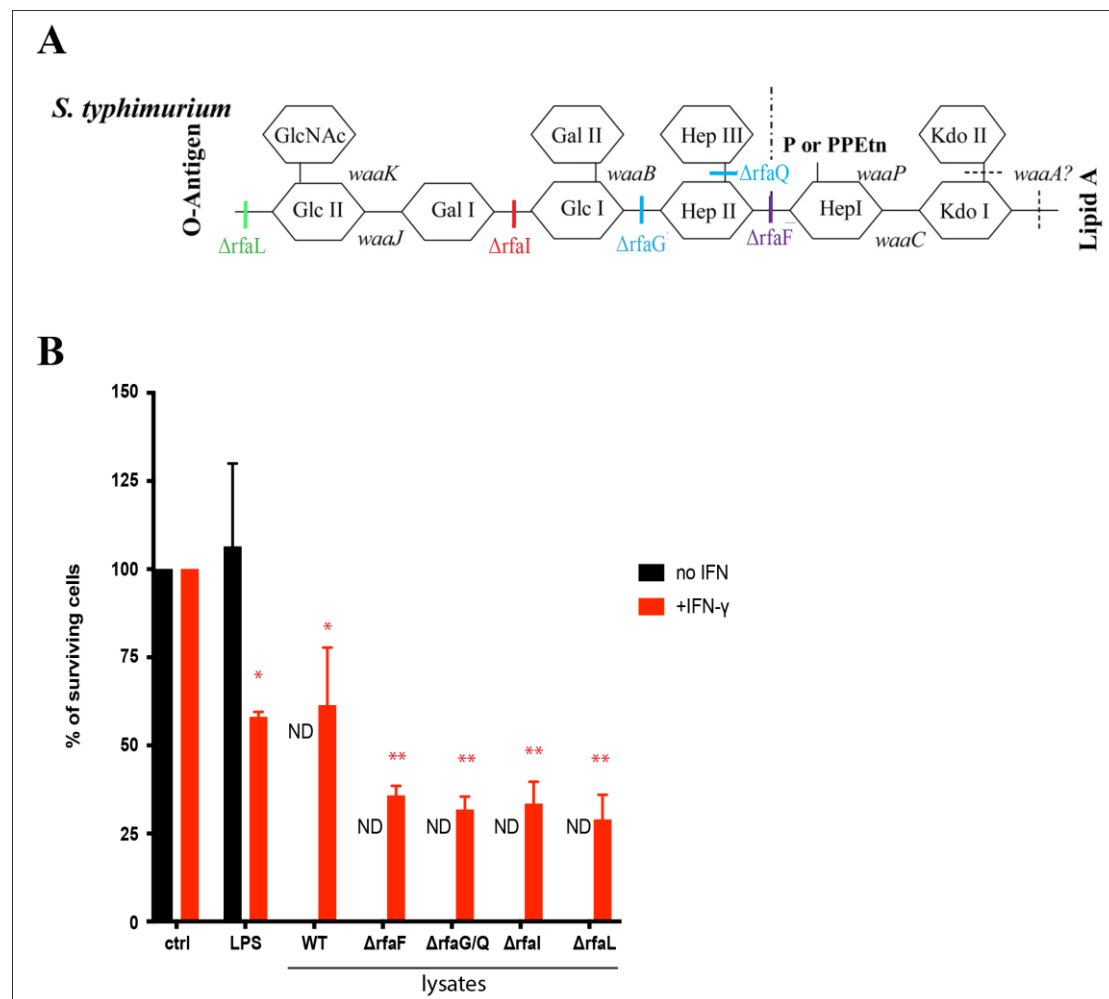 A
S. typhimurium
O-Antigen
GlcNAc
Gal II
Hep III
P or PPEtn
Kdo II
waaK
waaB
ΔrfaQ
waaP
waaA?
Glc II
Gal I
Glc I
Hep II
HepI
Kdo I
Lipid A
ΔrfaL
waaJ
ΔrfaI
ΔrfaG
ΔrfaF
waaC
B
150
125
100
75
50
25
0
% of surviving cells
no IFN
+IFN-γ
*
*
**
**
**
**
ND
ND
ND
ND
ND
ctrl LPS WT ΔrfaF ΔrfaG/Q ΔrfaI ΔrfaL
lysates